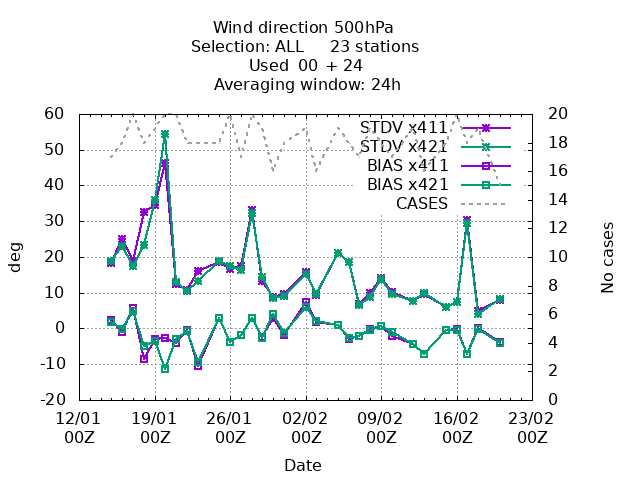 Wind direction 500hPa
Selection: ALL 23 stations
Used 00 + 24
Averaging window: 24h
60 20
STDV x411
50 18
STDV x421
BIAS x411
16
40 BIAS x421
14
CASES
30 12
20 10
8
10
6
0
4
-10 2
-20 0
deg
No cases
12/01 19/01 26/01 02/02 09/02 16/02 23/02
00Z 00Z 00Z 00Z 00Z 00Z 00Z
Date